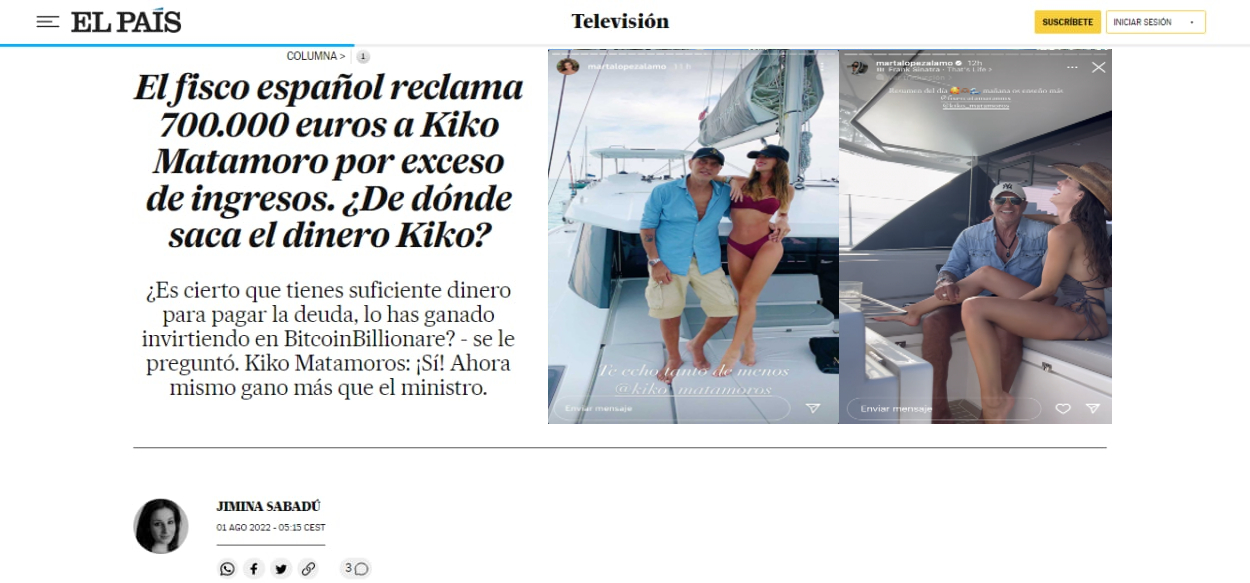 EL PAÍS
Televisión
SUSCRÍBETE
INICIAR SESIÓN
COLUMNA >
1
El fisco español reclama
700.000 euros a Kiko
Matamoro por exceso
de ingresos. ¿De dónde
saca el dinero Kiko?
¿Es cierto que tienes suficiente dinero
para pagar la deuda, lo has ganado
invirtiendo en BitcoinBillionare? - se le
preguntó. Kiko Matamoros: ¡Sí! Ahora
mismo gano más que el ministro.
martalopezalamo 11 h
Te echo tanto de menos
@kiko_matamoros
Enviar mensaje
martalopezalamo 12h
Frank Sinatra · That's Life >
Resumen del día mañana os enseño más
@kiko_matamoros
Enviar mensaje
JIMINA SABADÚ
01 AGO 2022 - 05:15 CEST
3